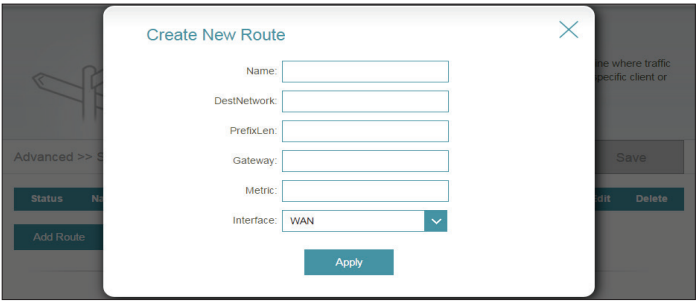 Create New Route
Name:
DestNetwork:
PrefixLen:
Gateway:
Metric:
Interface: WAN
Apply
ne where traffic
pecific client or
Advanced >> S
Save
Status Na dit Delete
Add Route